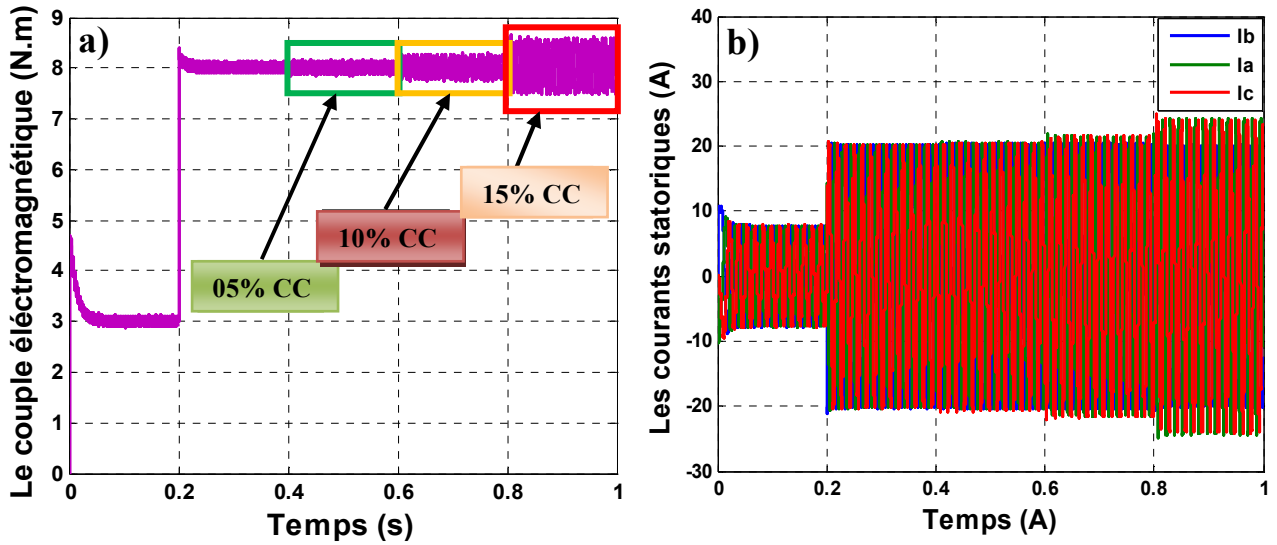 a)
Le couple éléctromagnétique (N.m)
9
8
7
6
5
4
3
2
1
0
0 0.2 0.4 0.6 0.8 1
Temps (s)
05% CC
10% CC
15% CC
b)
Les courants statoriques (A)
40
30
20
10
0
-10
-20
-30
0 0.2 0.4 0.6 0.8 1
Temps (A)
Ib
Ia
Ic